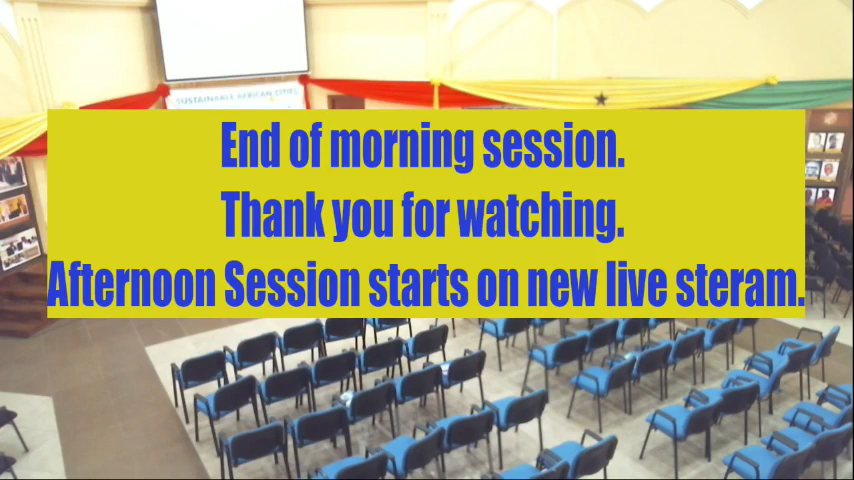 SUSTAINABLE AFRICAN CITIES
End of morning session.
Thank you for watching.
Afternoon Session starts on new live steram.